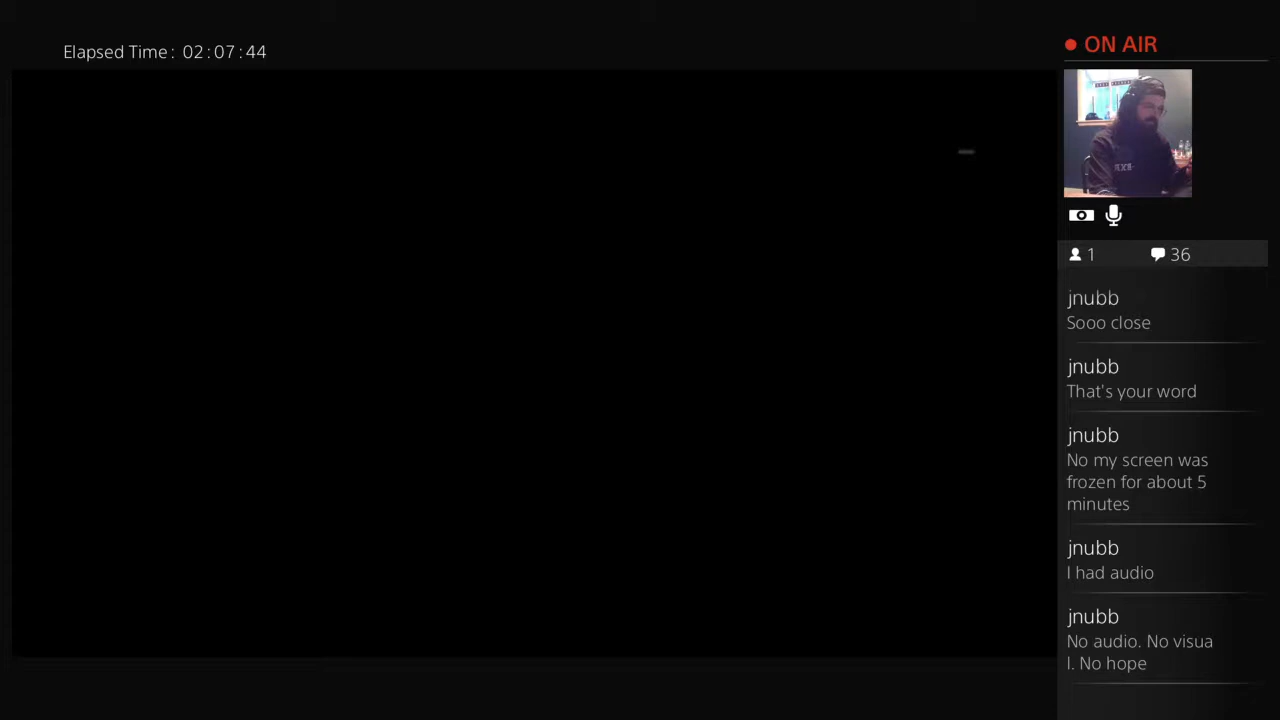 Elapsed Time: 02:07:44
ON AIR
1 36
jnubb
Sooo close
jnubb
That's your word
jnubb
No my screen was
frozen for about 5
minutes
jnubb
I had audio
jnubb
No audio. No visua
l. No hope